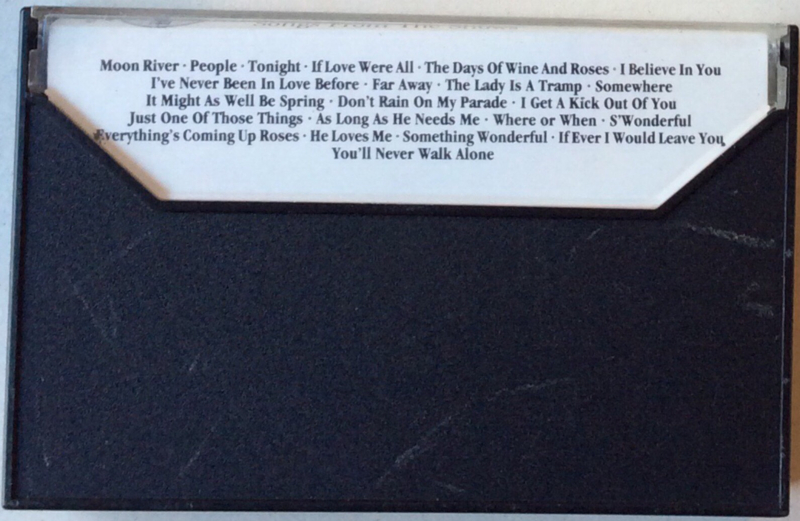 Songs From The Shows
Moon River · People · Tonight · If Love Were All · The Days Of Wine And Roses · I Believe In You
I've Never Been In Love Before · Far Away · The Lady Is A Tramp · Somewhere
It Might As Well Be Spring · Don't Rain On My Parade · I Get A Kick Out Of You
Just One Of Those Things · As Long As He Needs Me · Where or When · S'Wonderful
Everything's Coming Up Roses · He Loves Me · Something Wonderful · If Ever I Would Leave You
You'll Never Walk Alone